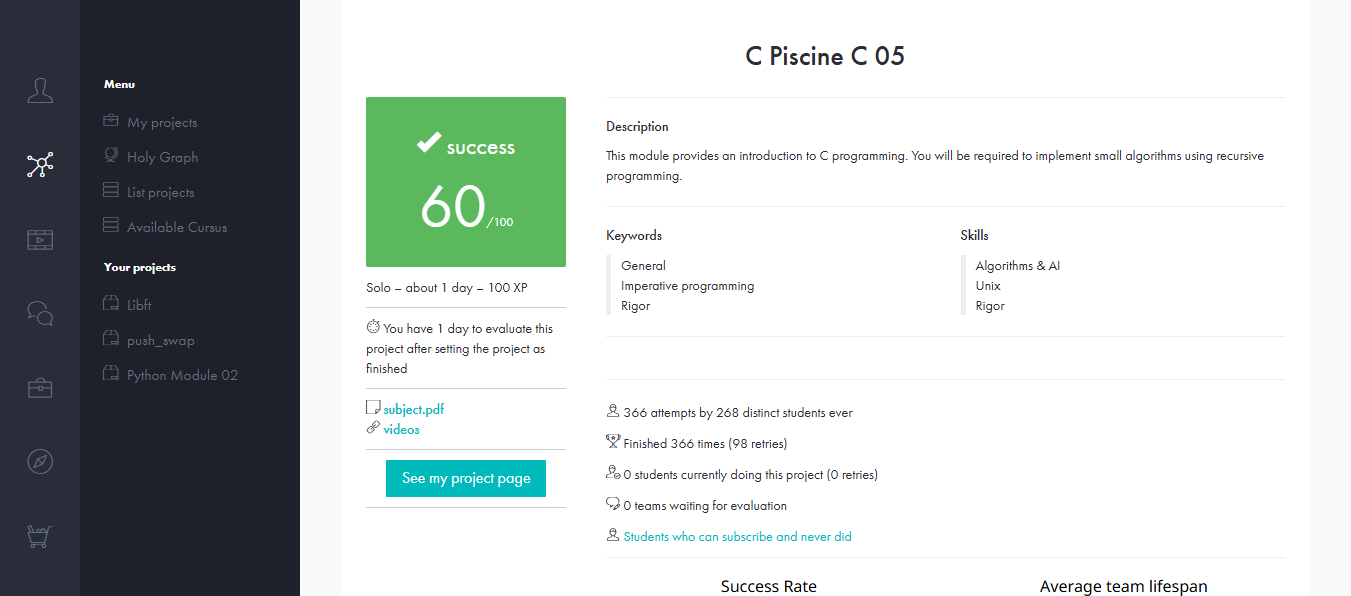 Menu
My projects
Holy Graph
List projects
Available Cursus
Your projects
Libft
push_swap
Python Module 02
C Piscine C 05
success
60/100
Solo – about 1 day – 100 XP
You have 1 day to evaluate this
project after setting the project as
finished
subject.pdf
videos
See my project page
Description
This module provides an introduction to C programming. You will be required to implement small algorithms using recursive
programming.
Keywords
General
Imperative programming
Rigor
Skills
Algorithms & AI
Unix
Rigor
366 attempts by 268 distinct students ever
Finished 366 times (98 retries)
0 students currently doing this project (0 retries)
0 teams waiting for evaluation
Students who can subscribe and never did
Success Rate
Average team lifespan